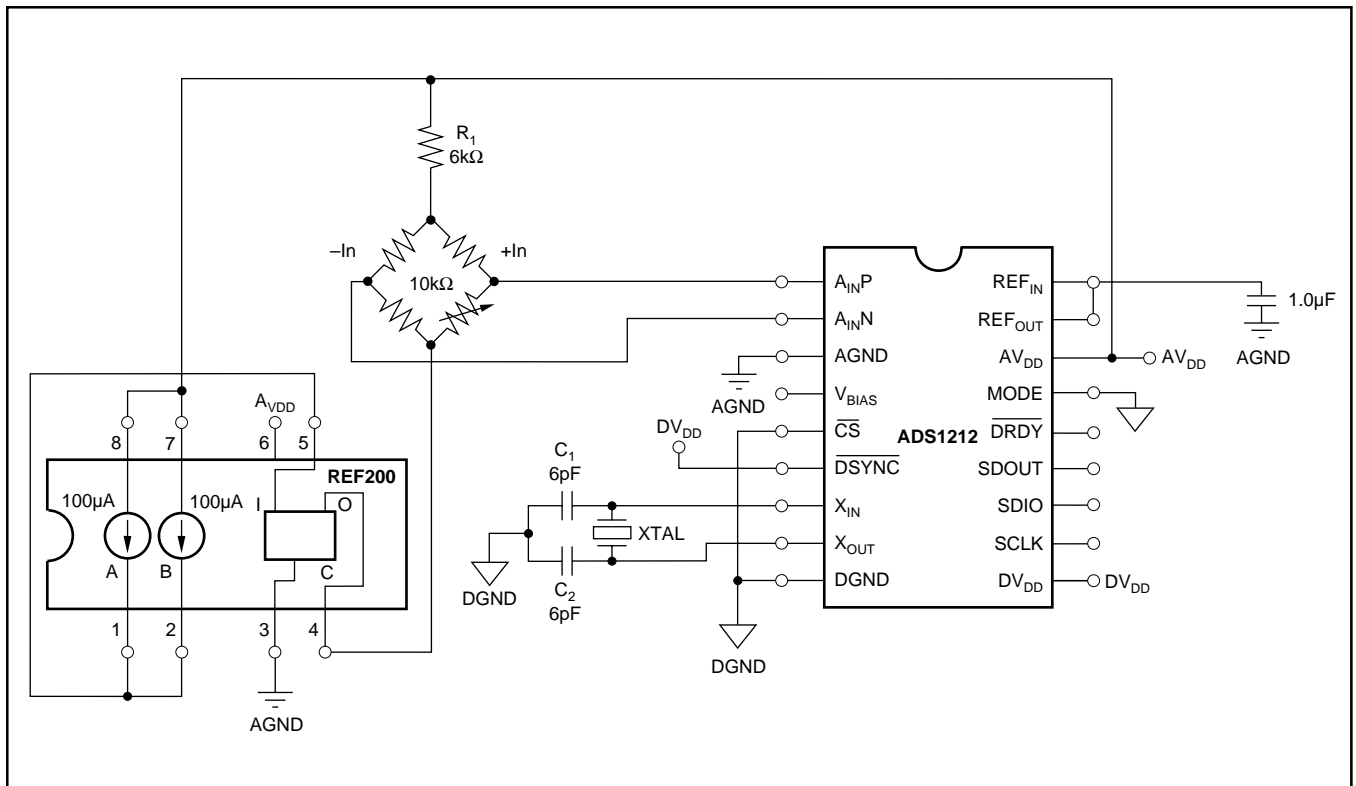 R1
6kΩ
–In
+In
10kΩ
AINP
AINN
AGND
AGND
VBIAS
CS
DSYNC
XIN
XOUT
DGND
ADS1212
REFIN
REFOUT
AVDD
MODE
DRDY
SDOUT
SDIO
SCLK
DVDD
1.0µF
AGND
AVDD
DVDD
DVDD
C1
6pF
XTAL
C2
6pF
DGND
DGND
AVDD
8
7
6
5
REF200
100µA
100µA
I
O
A
B
C
1
2
3
4
AGND